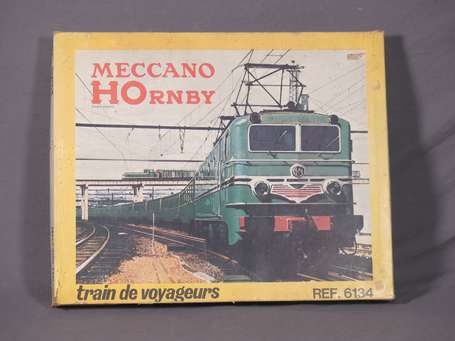 MECCANO
HORNBY
train de voyageurs
REF. 6134